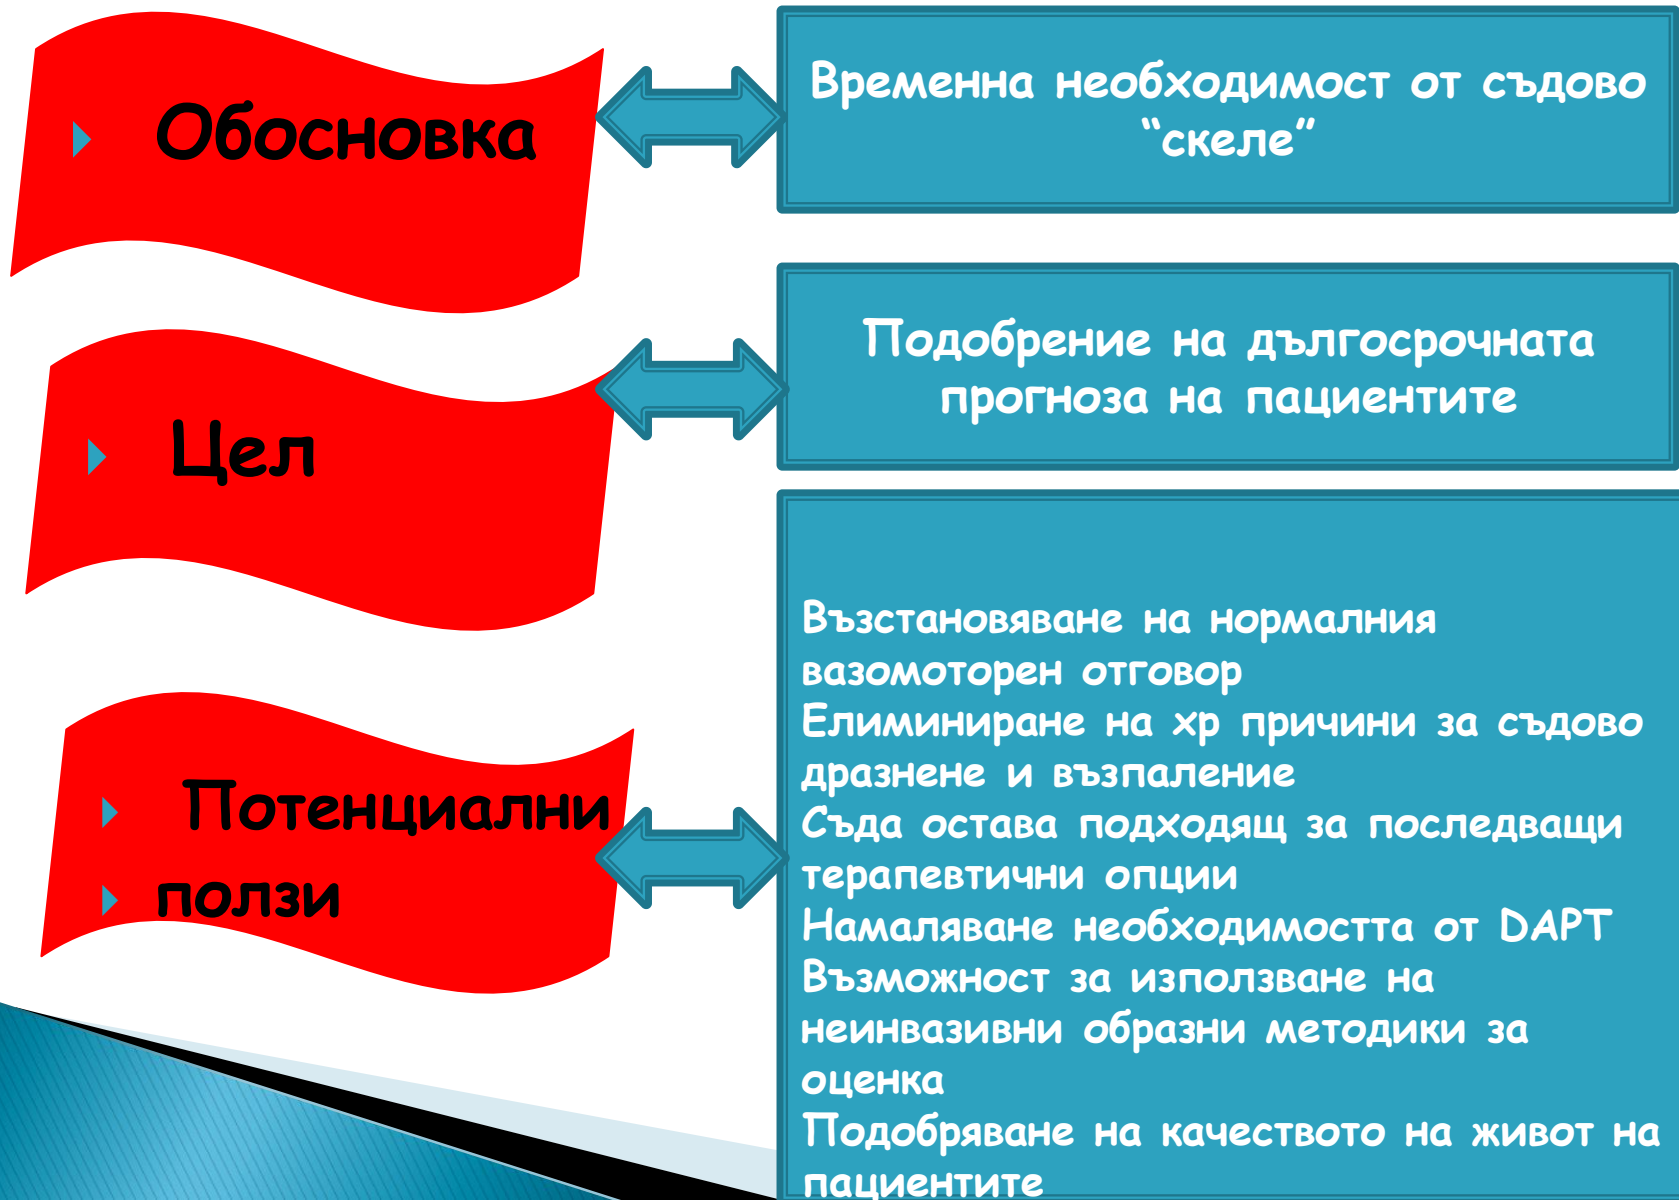 Обосновка
Временна необходимост от съдово
“скеле”
Цел
Подобрение на дългосрочната
прогноза на пациентите
Потенциални
ползи
Възстановяване на нормалния
вазомоторен отговор
Елиминиране на хр причини за съдово
дразнене и възпаление
Съда остава подходящ за последващи
терапевтични опции
Намаляване необходимостта от DAPT
Възможност за използване на
неинвазивни образни методики за
оценка
Подобряване на качеството на живот на
пациентите